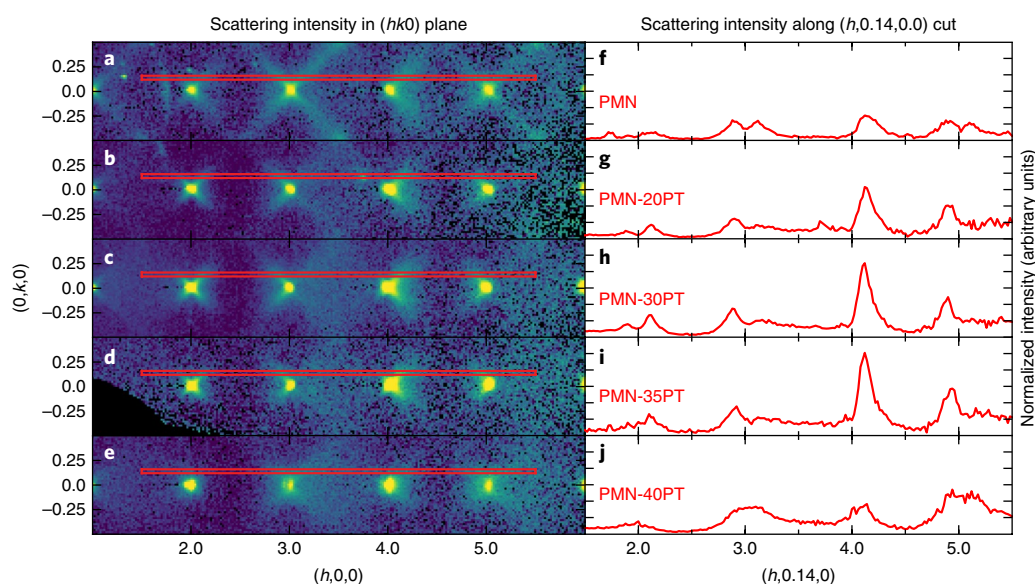 Scattering intensity in (hk0) plane
Scattering intensity along (h,0.14,0.0) cut
a
0.25
0.0
−0.25
b
0.25
0.0
−0.25
c
0.25
0.0
−0.25
d
0.25
0.0
−0.25
e
0.25
0.0
−0.25
(0,k,0)
2.0 3.0 4.0 5.0
(h,0,0)
f
PMN
g
PMN-20PT
h
PMN-30PT
i
PMN-35PT
j
PMN-40PT
Normalized intensity (arbitrary units)
2.0 3.0 4.0 5.0
(h,0.14,0)